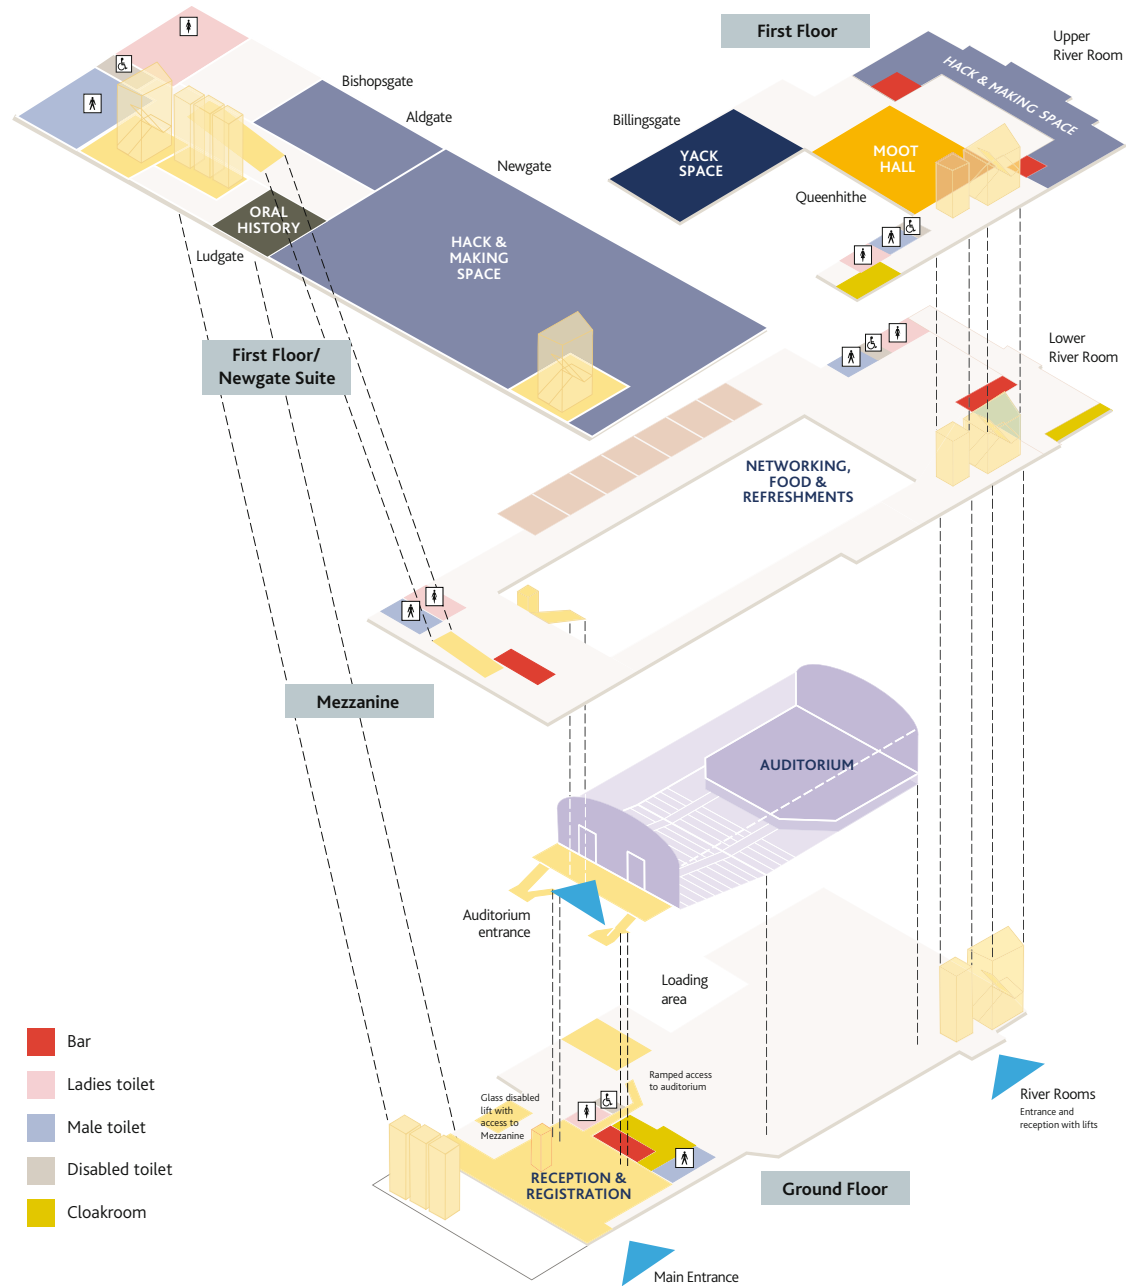 First Floor
Upper
River Room
HACK & MAKING SPACE
Bishopsgate
Aldgate
Newgate
Billingsgate
YACK
SPACE
MOOT
HALL
Queenhithe
ORAL
HISTORY
Ludgate
HACK &
MAKING
SPACE
First Floor/
Newgate Suite
Lower
River Room
NETWORKING,
FOOD &
REFRESHMENTS
Mezzanine
AUDITORIUM
Auditorium
entrance
Loading
area
Ramped access
to auditorium
Glass disabled
lift with
access to
Mezzanine
RECEPTION &
REGISTRATION
River Rooms
Entrance and
reception with lifts
Ground Floor
Main Entrance
Bar
Ladies toilet
Male toilet
Disabled toilet
Cloakroom